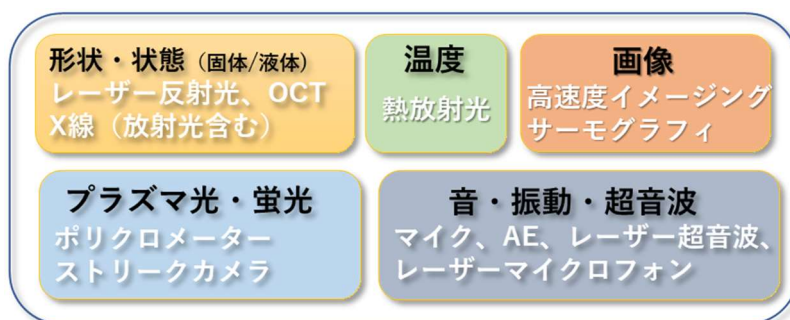 形状・状態（固体/液体）
レーザー反射光、OCT
X線（放射光含む）
温度
熱放射光
画像
高速度イメージング
サーモグラフィ
プラズマ光・蛍光
ポリクロメーター
ストリークカメラ
音・振動・超音波
マイク、AE、レーザー超音波、
レーザーマイクロフォン